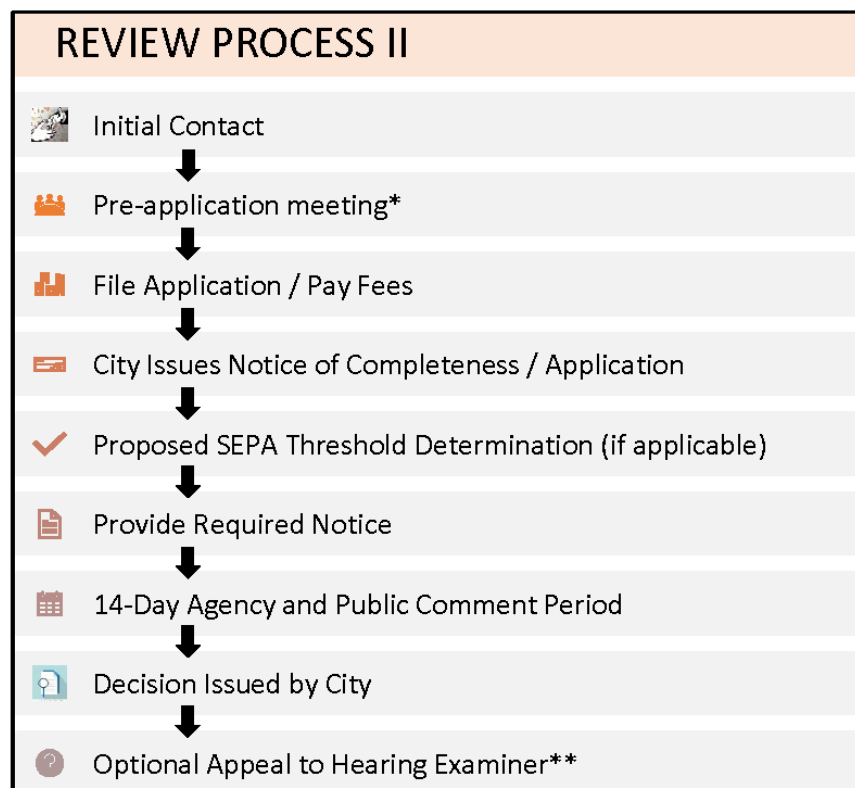 REVIEW PROCESS II
Initial Contact
Pre-application meeting*
File Application / Pay Fees
City Issues Notice of Completeness / Application
Proposed SEPA Threshold Determination (if applicable)
Provide Required Notice
14-Day Agency and Public Comment Period
Decision Issued by City
Optional Appeal to Hearing Examiner**